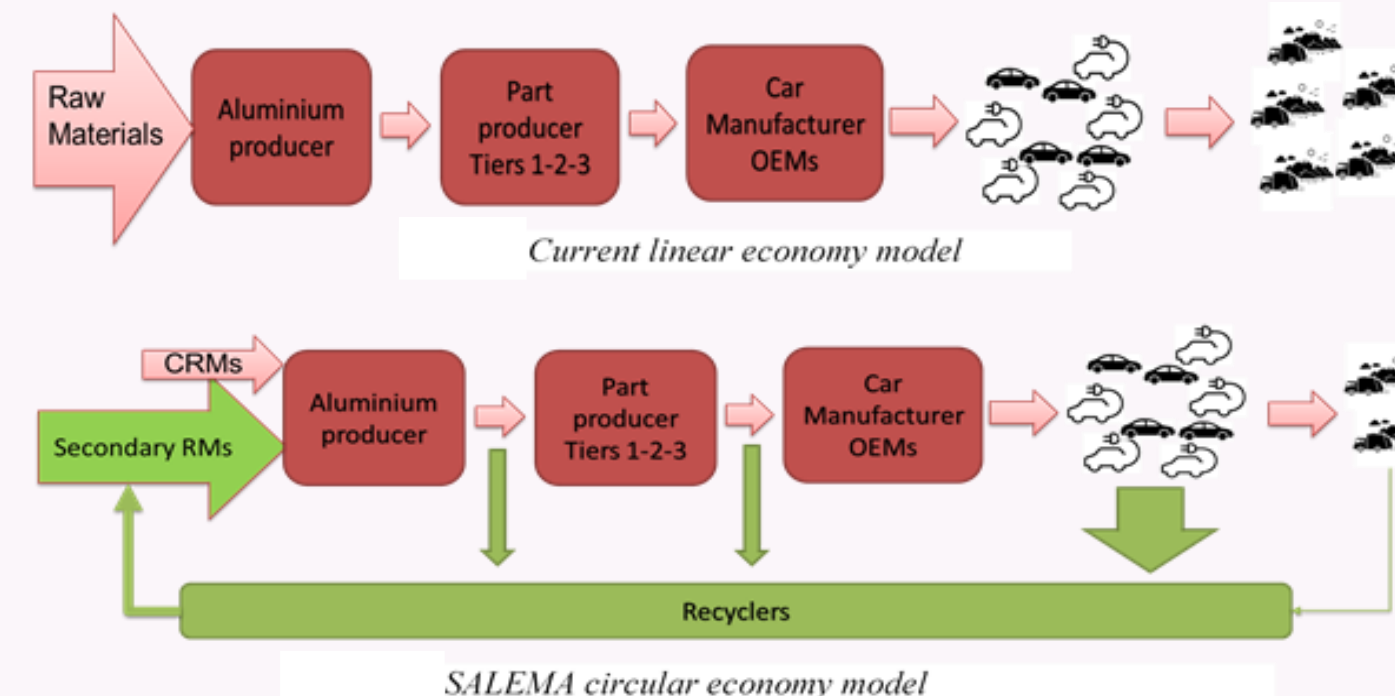 Raw
Materials
Aluminium
producer
Part
producer
Tiers 1-2-3
Car
Manufacturer
OEMs
Current linear economy model
CRMs
Secondary RMs
Aluminium
producer
Part
producer
Tiers 1-2-3
Car
Manufacturer
OEMs
Recyclers
SALEMA circular economy model